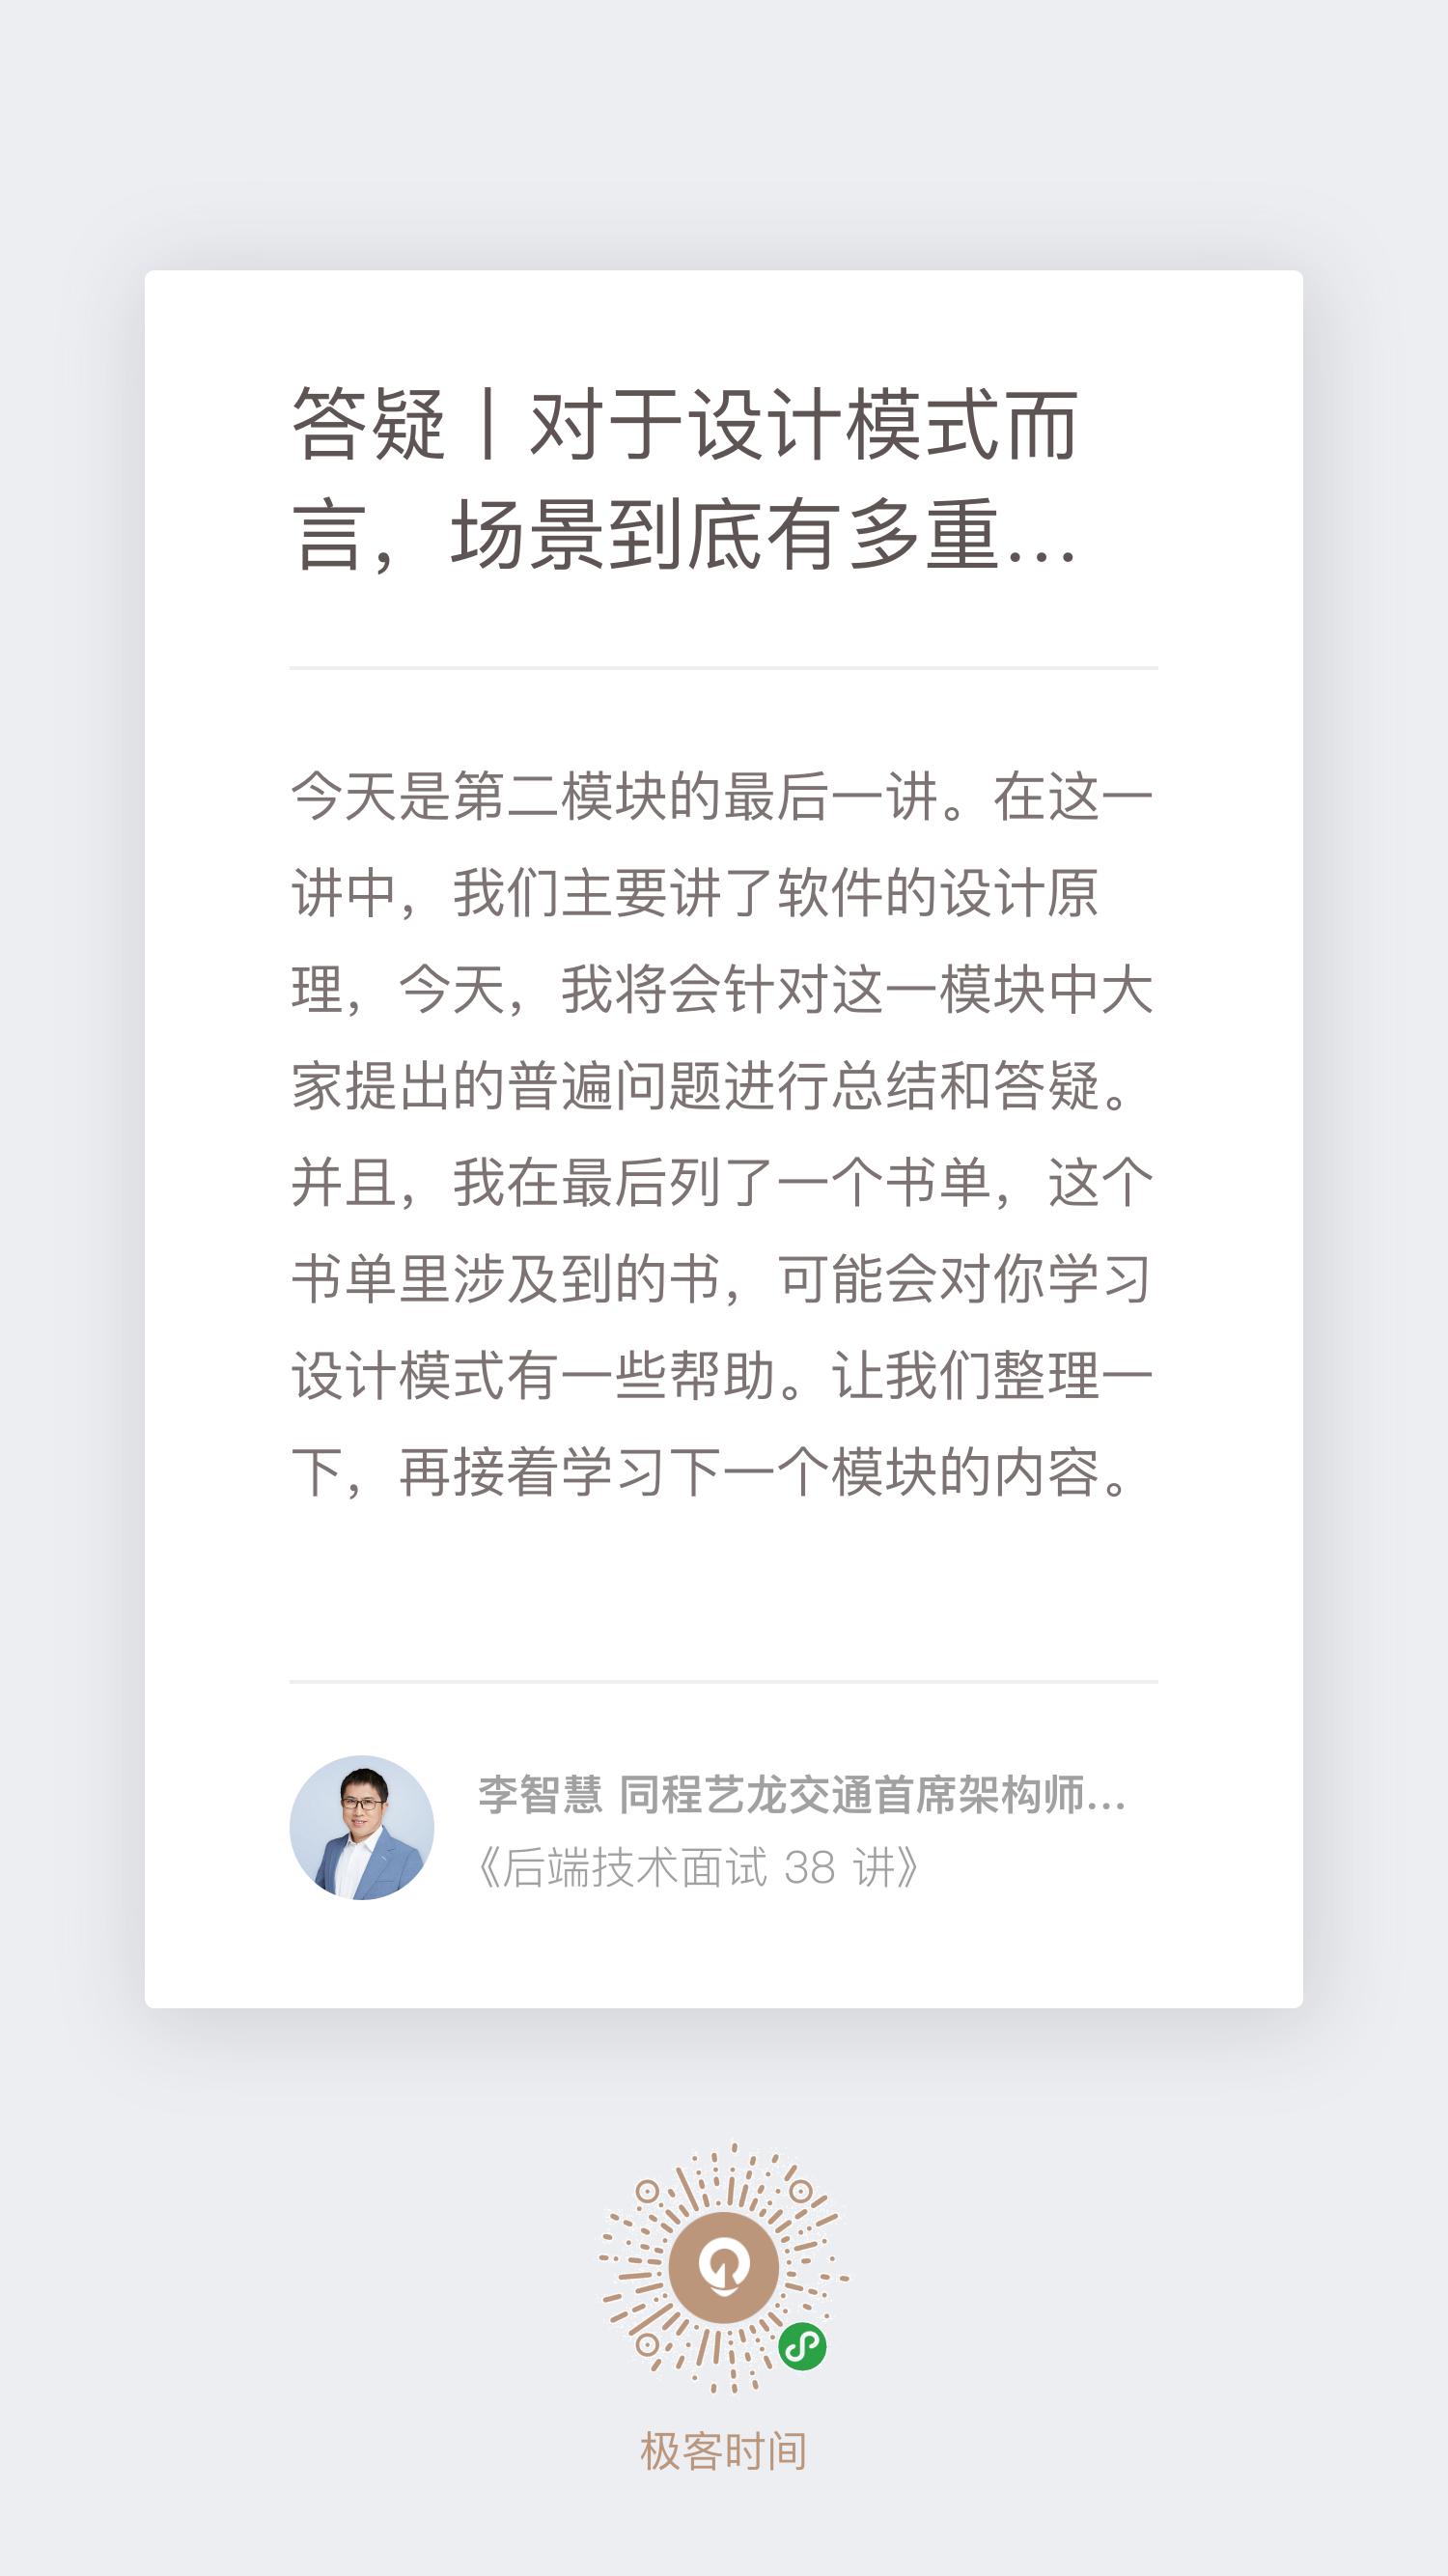 答疑丨对于设计模式而
言，场景到底有多重...
今天是第二模块的最后一讲。在这一
讲中，我们主要讲了软件的设计原
理，今天，我将会针对这一模块中大
家提出的普遍问题进行总结和答疑。
并且，我在最后列了一个书单，这个
书单里涉及到的书，可能会对你学习
设计模式有一些帮助。让我们整理一
下，再接着学习下一个模块的内容。
李智慧 同程艺龙交通首席架构师...
《后端技术面试 38 讲》
极客时间